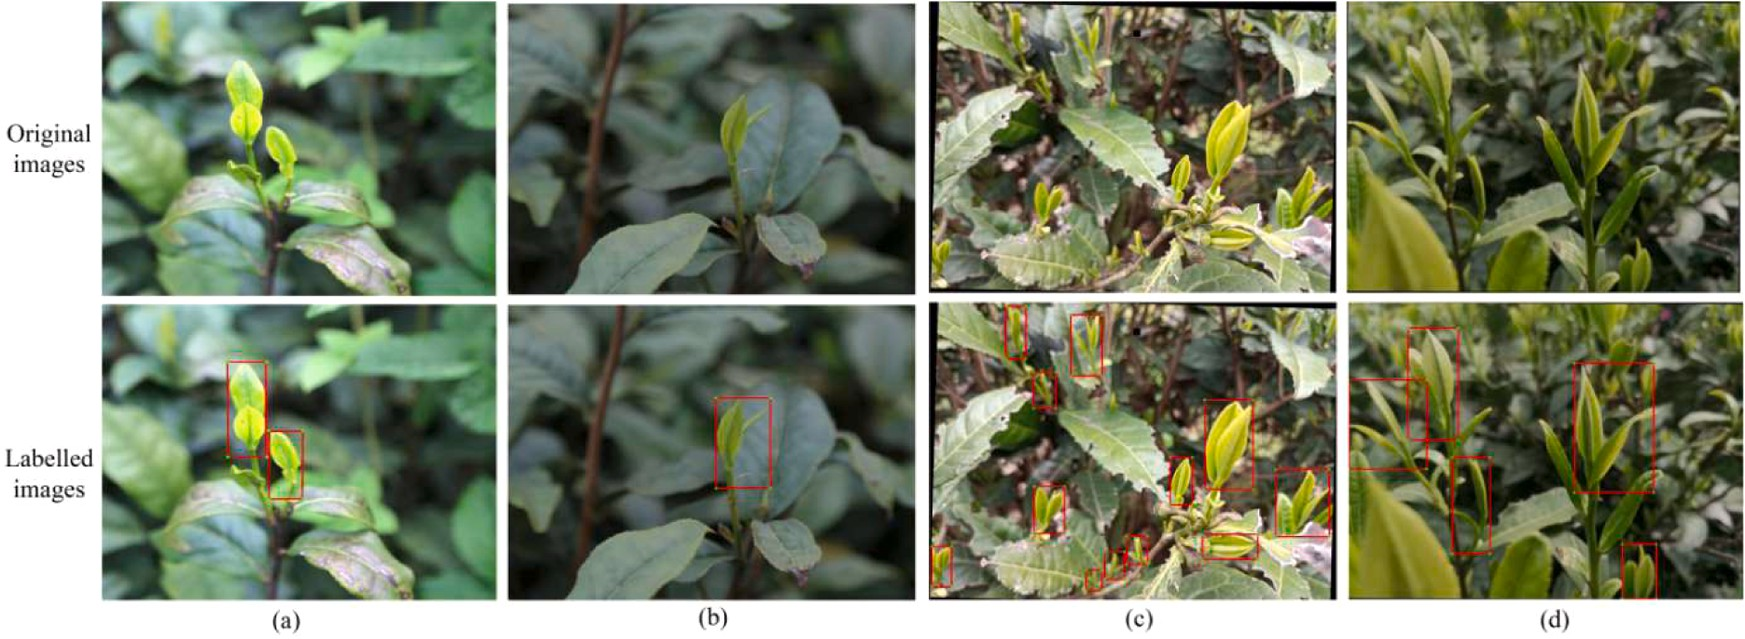 Original
images
Labelled
images
(a)
(b)
(c)
(d)